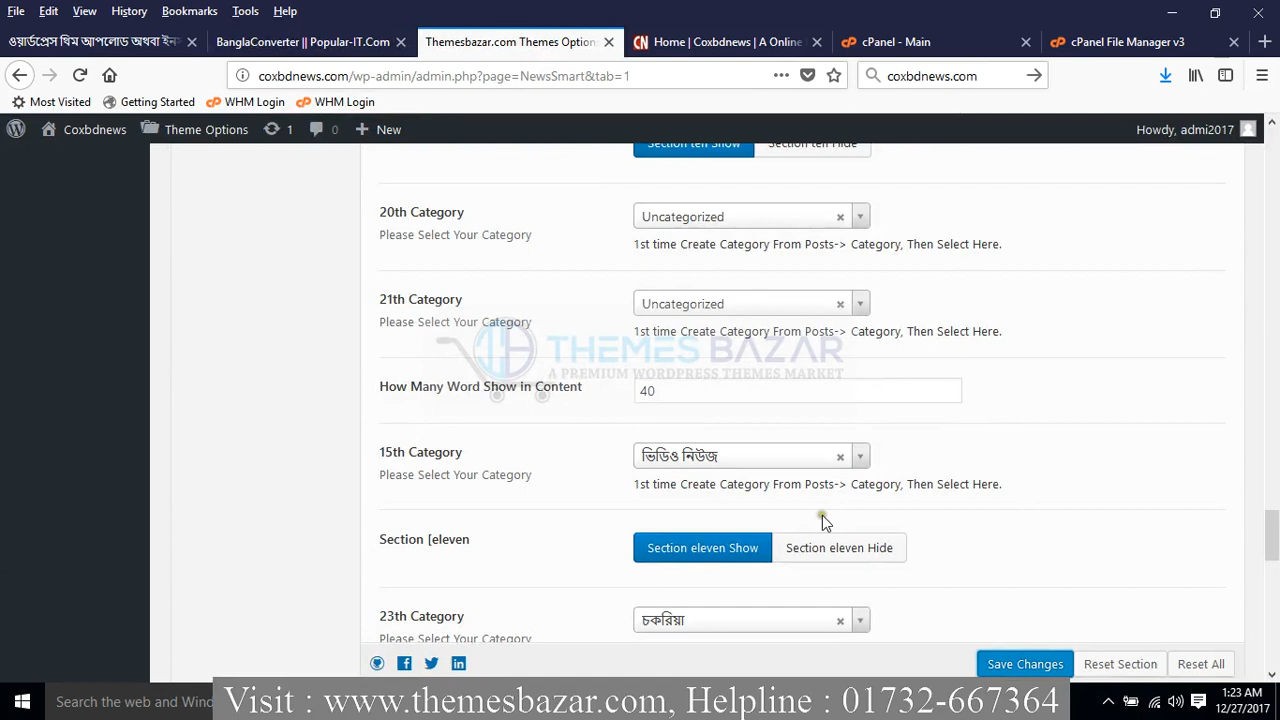 File Edit View History Bookmarks Tools Help
ওয়ার্ডপ্রেস থিম আপলোড অথবা ইনস
BanglaConverter || Popular-IT.Com
Themesbazar.com Themes Option
Home | Coxbdnews | A Online
cPanel - Main
cPanel File Manager v3
coxbdnews.com/wp-admin/admin.php?page=NewsSmart&tab=1
coxbdnews.com
Most Visited Getting Started WHM Login WHM Login
Coxbdnews Theme Options 1 0 New Howdy, admi2017
Section ten Show Section ten Hide
20th Category Uncategorized
Please Select Your Category 1st time Create Category From Posts-> Category, Then Select Here.
21th Category Uncategorized
Please Select Your Category 1st time Create Category From Posts-> Category, Then Select Here.
THEMES BAZAR
A PREMIUM WORDPRESS THEMES MARKET
How Many Word Show in Content 40
15th Category ভিডিও নিউজ
Please Select Your Category 1st time Create Category From Posts-> Category, Then Select Here.
Section [eleven Section eleven Show Section eleven Hide
23th Category চকরিয়া
Please Select Your Category
Save Changes Reset Section Reset All
Search the web and Wind
Visit : www.themesbazar.com, Helpline : 01732-667364
1:23 AM
12/27/2017